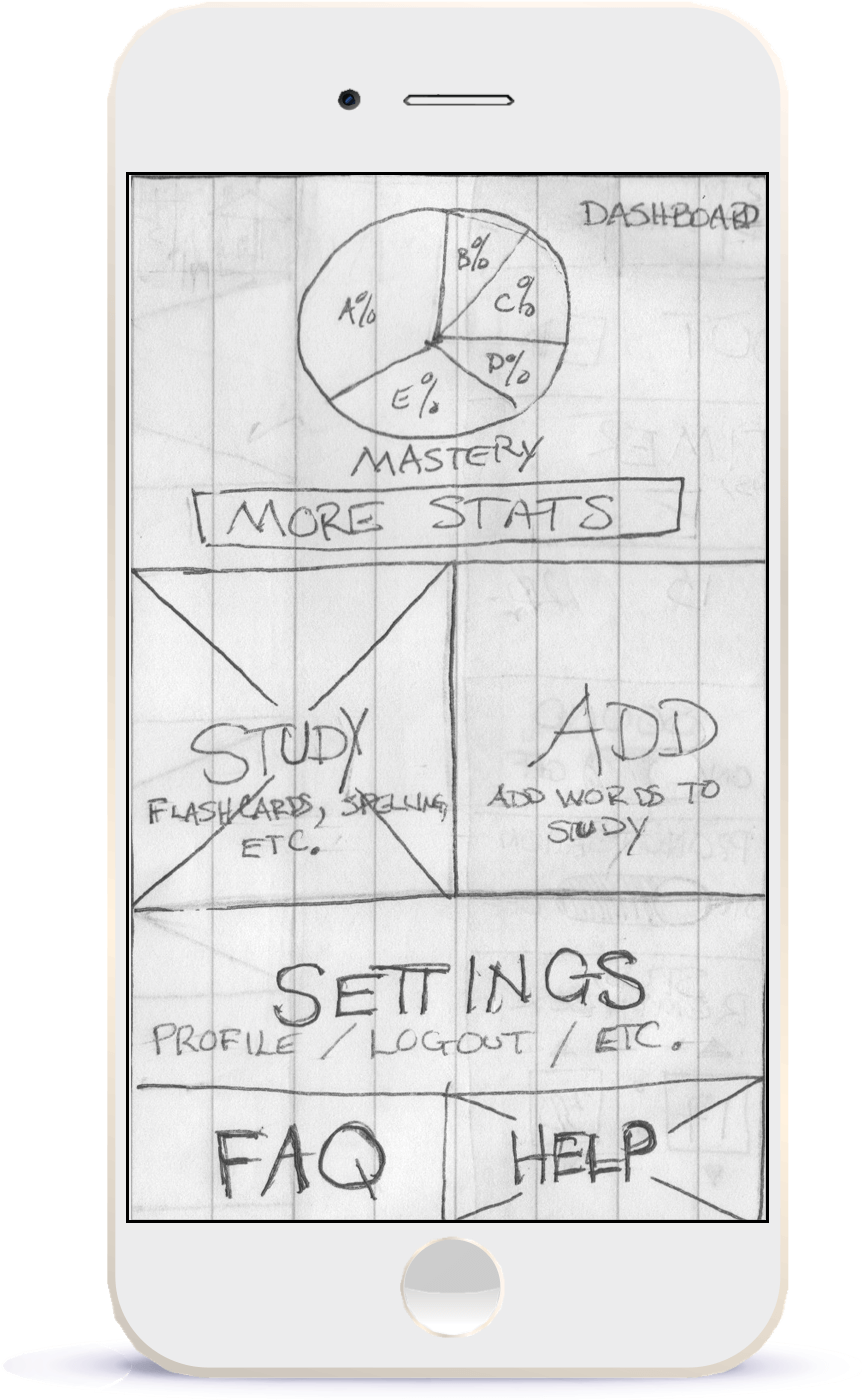 DASHBOARD
A%
B%
C%
D%
E%
MASTERY
MORE STATS
STUDY
FLASHCARDS, SPELLING,
ETC.
ADD
ADD WORDS TO
STUDY
SETTINGS
PROFILE / LOGOUT / ETC.
FAQ
HELP